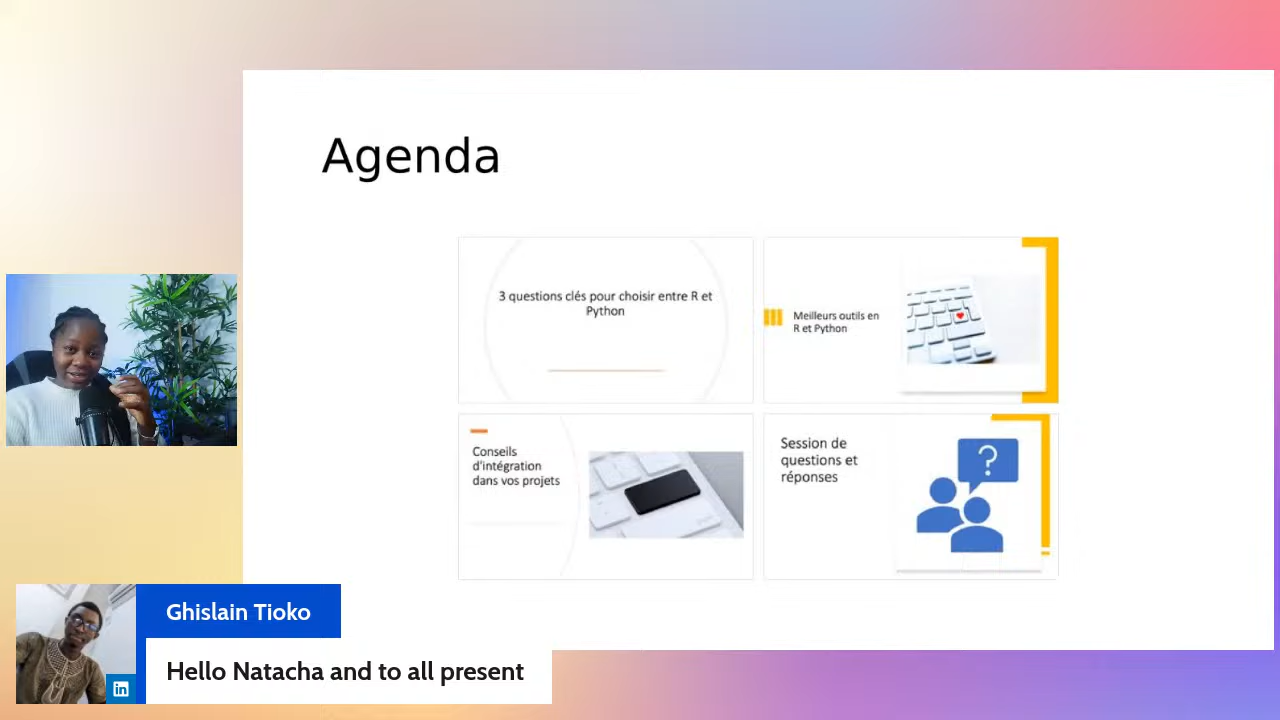 Agenda
3 questions clés pour choisir entre R et
Python
Meilleurs outils en
R et Python
Conseils
d'intégration
dans vos projets
Session de
questions et
réponses
?
Ghislain Tioko
in
Hello Natacha and to all present